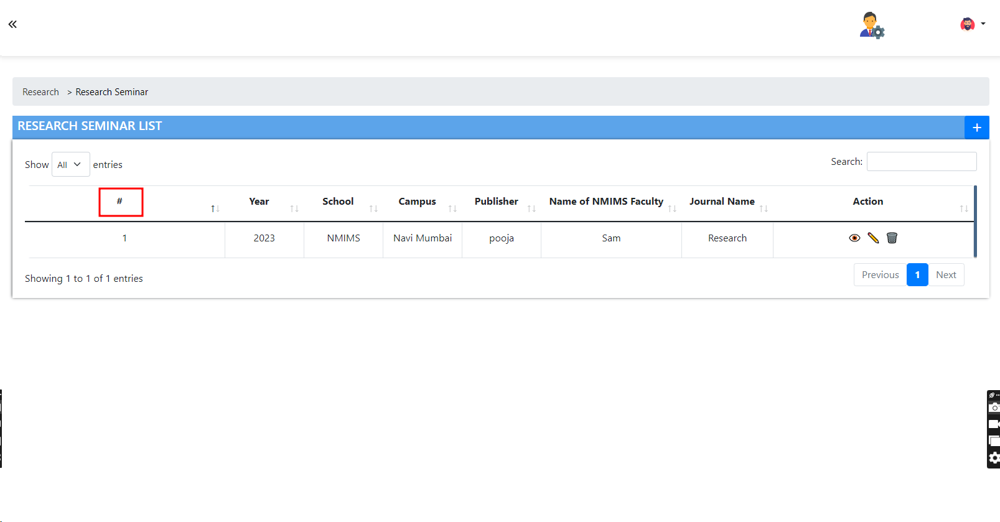 Research > Research Seminar
RESEARCH SEMINAR LIST +
Show All entries Search:
# Year School Campus Publisher Name of NMIMS Faculty Journal Name Action
1 2023 NMIMS Navi Mumbai pooja Sam Research
Showing 1 to 1 of 1 entries Previous 1 Next